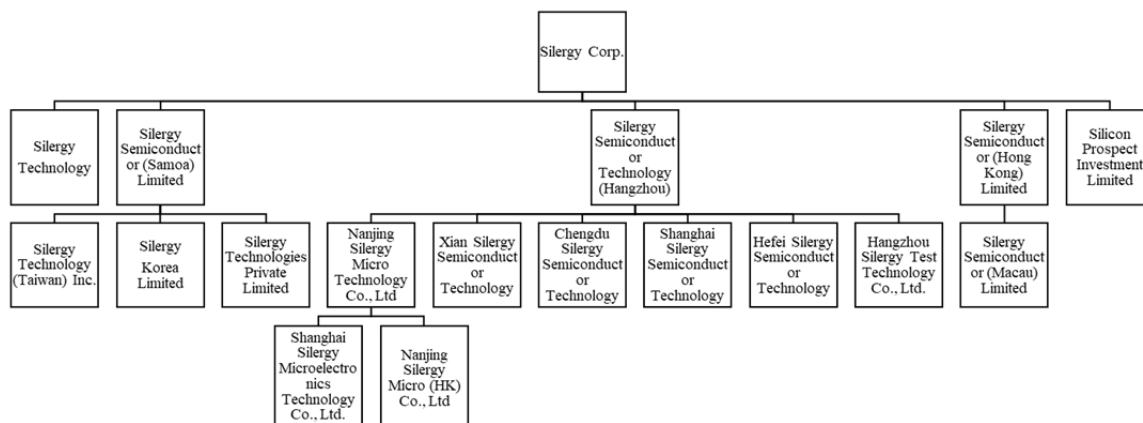 Silergy Corp.
Silergy
Technology
Silergy
Semiconduct
or (Samoa)
Limited
Silergy
Semiconduct
or
Technology
(Hangzhou)
Silergy
Semiconduct
or (Hong
Kong)
Limited
Silicon
Prospect
Investment
Limited
Silergy
Technology
(Taiwan) Inc.
Silergy
Korea
Limited
Silergy
Technologies
Private
Limited
Nanjing
Silergy
Micro
Technology
Co., Ltd
Xian Silergy
Semiconduct
or
Technology
Chengdu
Silergy
Semiconduct
or
Technology
Shanghai
Silergy
Semiconduct
or
Technology
Hefei Silergy
Semiconduct
or
Technology
Hangzhou
Silergy Test
Technology
Co., Ltd.
Silergy
Semiconduct
or (Macau)
Limited
Shanghai
Silergy
Microelectro
nics
Technology
Co., Ltd.
Nanjing
Silergy
Micro (HK)
Co., Ltd